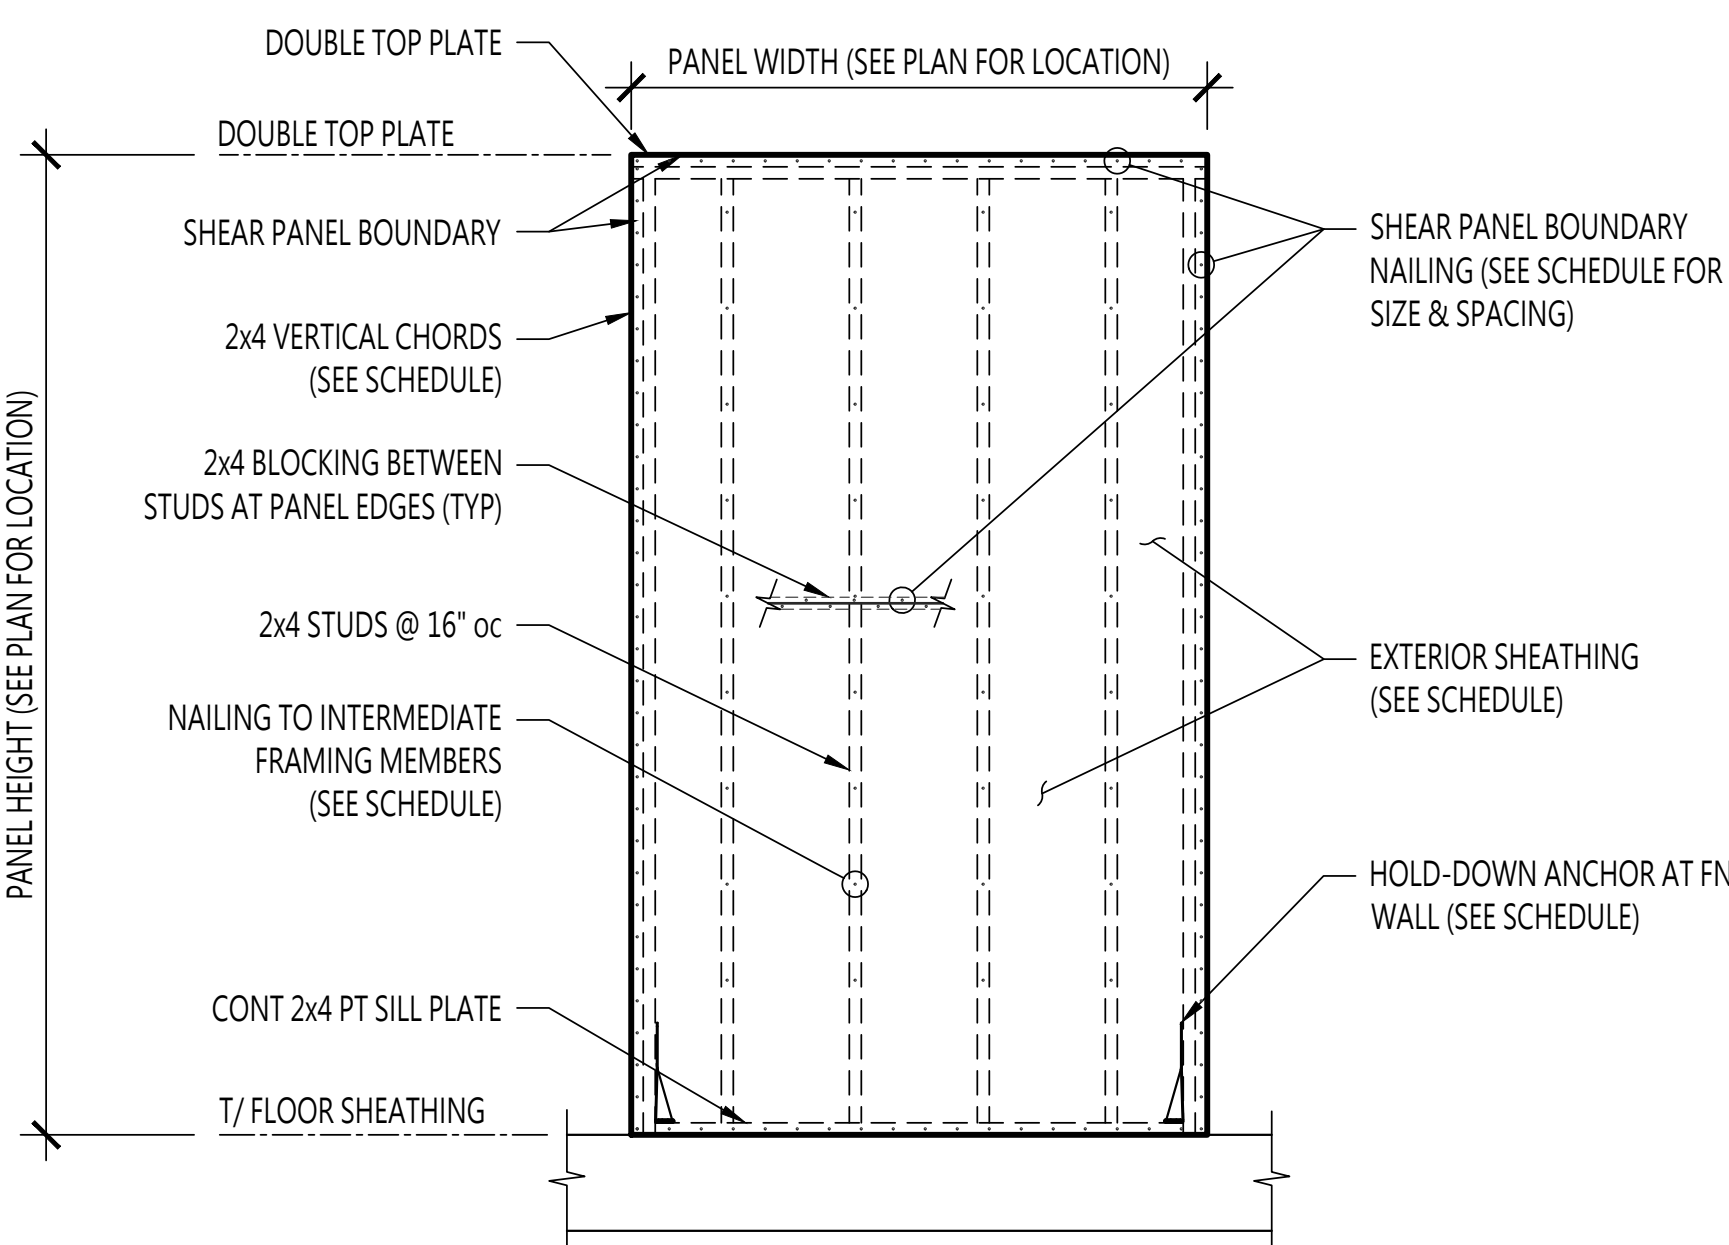 DOUBLE TOP PLATE
PANEL WIDTH (SEE PLAN FOR LOCATION)
DOUBLE TOP PLATE
SHEAR PANEL BOUNDARY
2x4 VERTICAL CHORDS
(SEE SCHEDULE)
2x4 BLOCKING BETWEEN
STUDS AT PANEL EDGES (TYP)
2x4 STUDS @ 16" oc
NAILING TO INTERMEDIATE
FRAMING MEMBERS
(SEE SCHEDULE)
CONT 2x4 PT SILL PLATE
T/ FLOOR SHEATHING
PANEL HEIGHT (SEE PLAN FOR LOCATION)
SHEAR PANEL BOUNDARY
NAILING (SEE SCHEDULE FOR
SIZE & SPACING)
EXTERIOR SHEATHING
(SEE SCHEDULE)
HOLD-DOWN ANCHOR AT FN
WALL (SEE SCHEDULE)